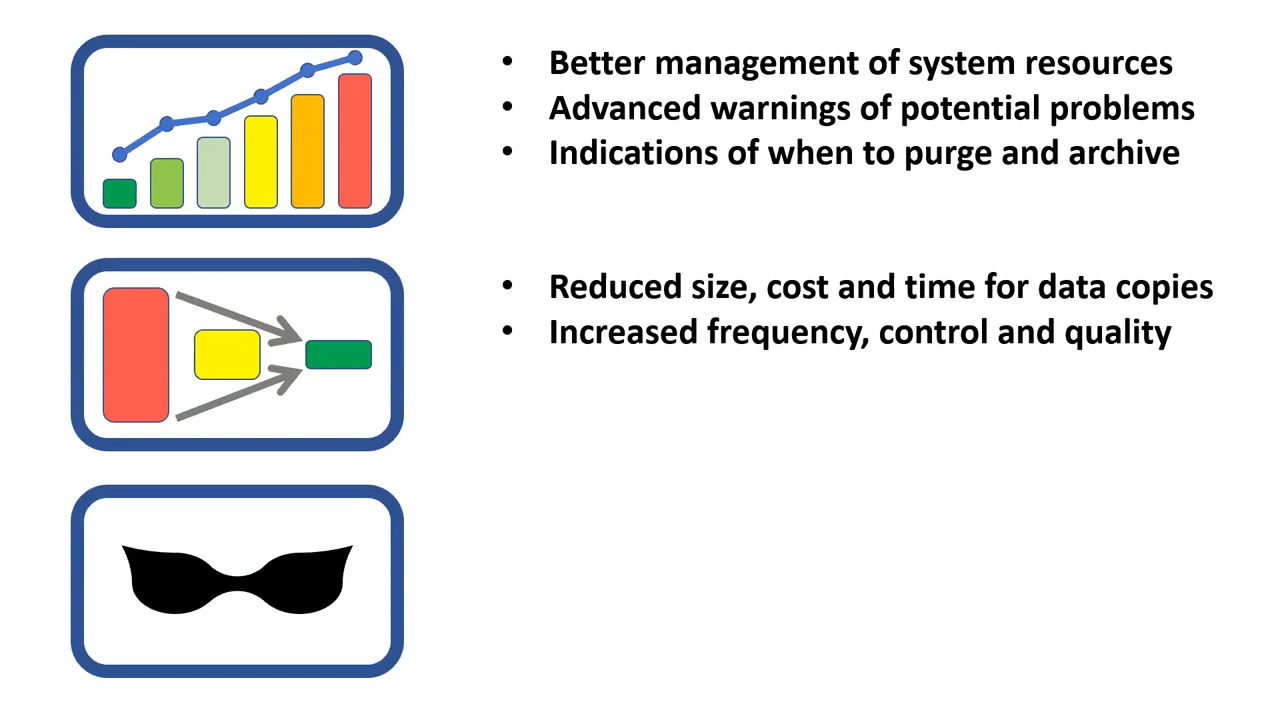 • Better management of system resources
• Advanced warnings of potential problems
• Indications of when to purge and archive
• Reduced size, cost and time for data copies
• Increased frequency, control and quality